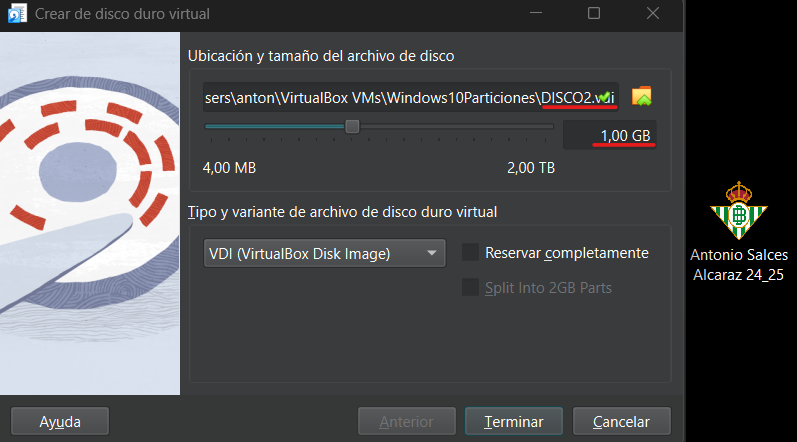 Crear de disco duro virtual
Ubicación y tamaño del archivo de disco
sers\anton\VirtualBox VMs\Windows10Particiones\DISCO2.vdi
1,00 GB
4,00 MB
2,00 TB
Tipo y variante de archivo de disco duro virtual
VDI (VirtualBox Disk Image)
Reservar completamente
Split Into 2GB Parts
Antonio Salces
Alcaraz 24_25
Ayuda
Anterior
Terminar
Cancelar